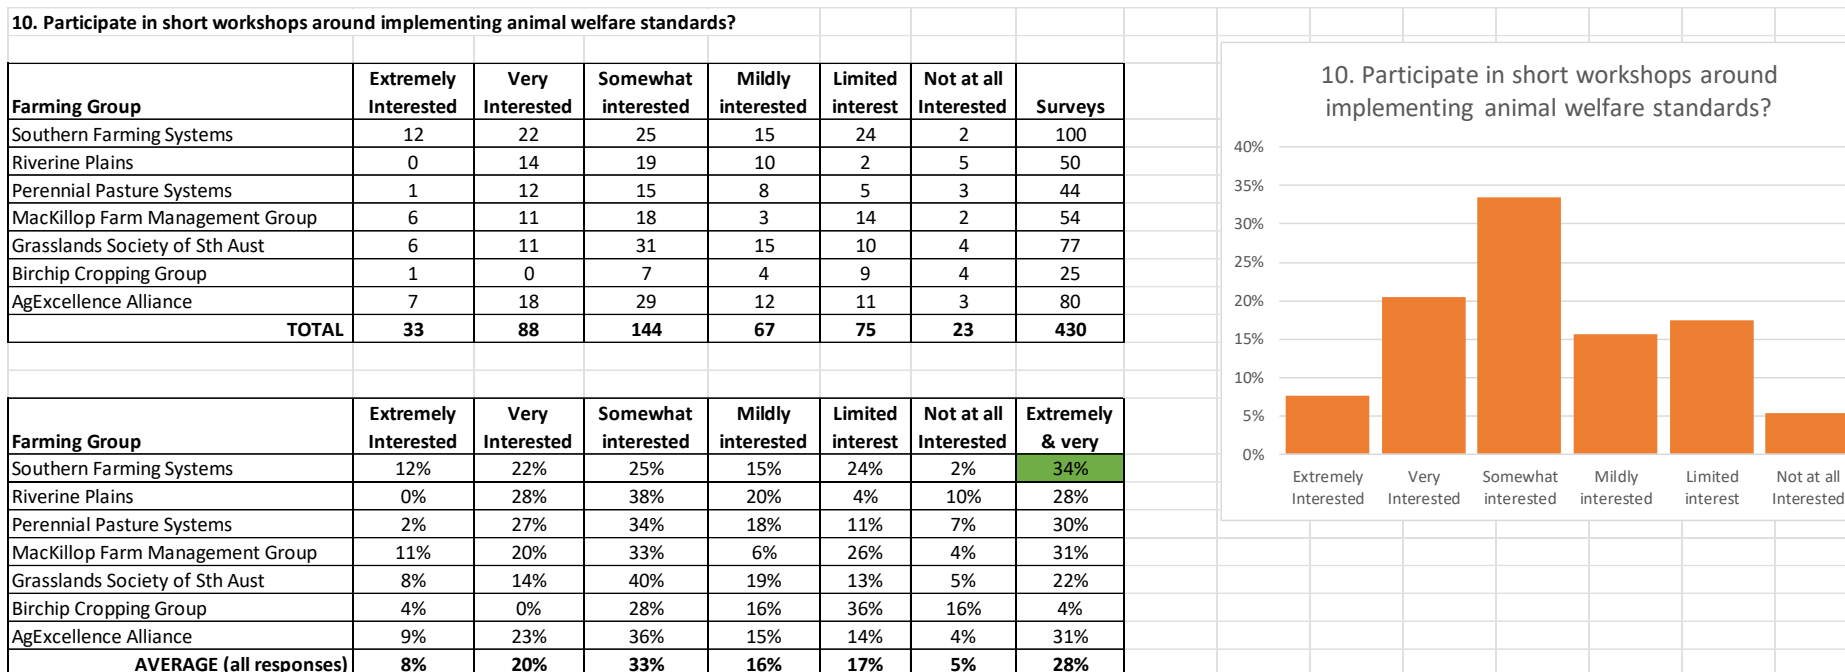 10. Participate in short workshops around implementing animal welfare standards?
Farming Group Extremely Interested Very Interested Somewhat interested Mildly interested Limited interest Not at all Interested Surveys
Southern Farming Systems 12 22 25 15 24 2 100
Riverine Plains 0 14 19 10 2 5 50
Perennial Pasture Systems 1 12 15 8 5 3 44
MacKillop Farm Management Group 6 11 18 3 14 2 54
Grasslands Society of Sth Aust 6 11 31 15 10 4 77
Birchip Cropping Group 1 0 7 4 9 4 25
AgExcellence Alliance 7 18 29 12 11 3 80
TOTAL 33 88 144 67 75 23 430
Farming Group Extremely Interested Very Interested Somewhat interested Mildly interested Limited interest Not at all Interested Extremely & very
Southern Farming Systems 12% 22% 25% 15% 24% 2% 34%
Riverine Plains 0% 28% 38% 20% 4% 10% 28%
Perennial Pasture Systems 2% 27% 34% 18% 11% 7% 30%
MacKillop Farm Management Group 11% 20% 33% 6% 26% 4% 31%
Grasslands Society of Sth Aust 8% 14% 40% 19% 13% 5% 22%
Birchip Cropping Group 4% 0% 28% 16% 36% 16% 4%
AgExcellence Alliance 9% 23% 36% 15% 14% 4% 31%
AVERAGE (all responses) 8% 20% 33% 16% 17% 5% 28%
10. Participate in short workshops around
implementing animal welfare standards?
40%
35%
30%
25%
20%
15%
10%
5%
0%
Extremely Very Somewhat Mildly Limited Not at all
Interested Interested interested interested interest Interested